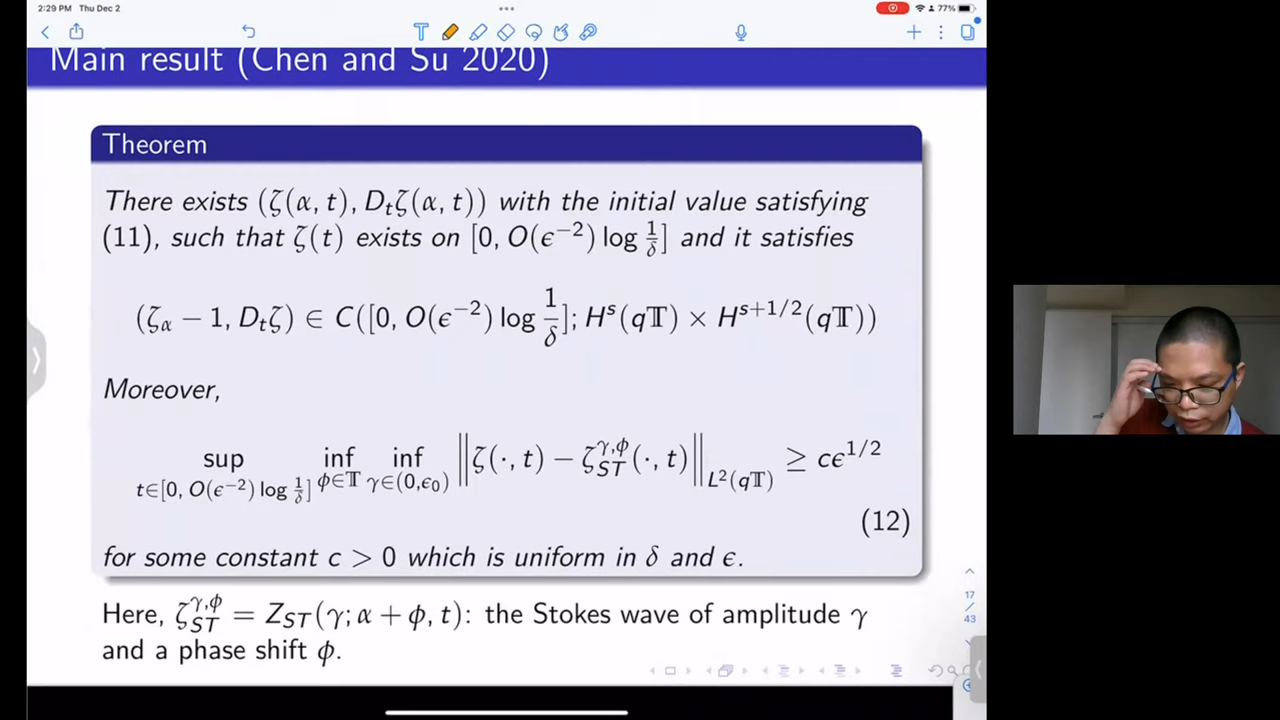 2:29 PM Thu Dec 2
77%
Main result (Chen and Su 2020)
Theorem
There exists (ζ(α, t), D_tζ(α, t)) with the initial value satisfying
(11), such that ζ(t) exists on [0, O(ϵ^{-2}) log 1/δ] and it satisfies
(ζ_α − 1, D_tζ) ∈ C([0, O(ϵ^{-2}) log 1/δ]; H^s(q𝕋) × H^{s+1/2}(q𝕋))
Moreover,
sup_{t∈[0, O(ϵ^{-2}) log 1/δ]} inf_{ϕ∈𝕋} inf_{γ∈(0,ϵ_0)} ‖ζ(·, t) − ζ_{ST}^{γ,ϕ}(·, t)‖_{L^2(q𝕋)} ≥ cϵ^{1/2}
(12)
for some constant c > 0 which is uniform in δ and ϵ.
Here, ζ_{ST}^{γ,ϕ} = Z_{ST}(γ; α + ϕ, t): the Stokes wave of amplitude γ
and a phase shift ϕ.
17
/
43